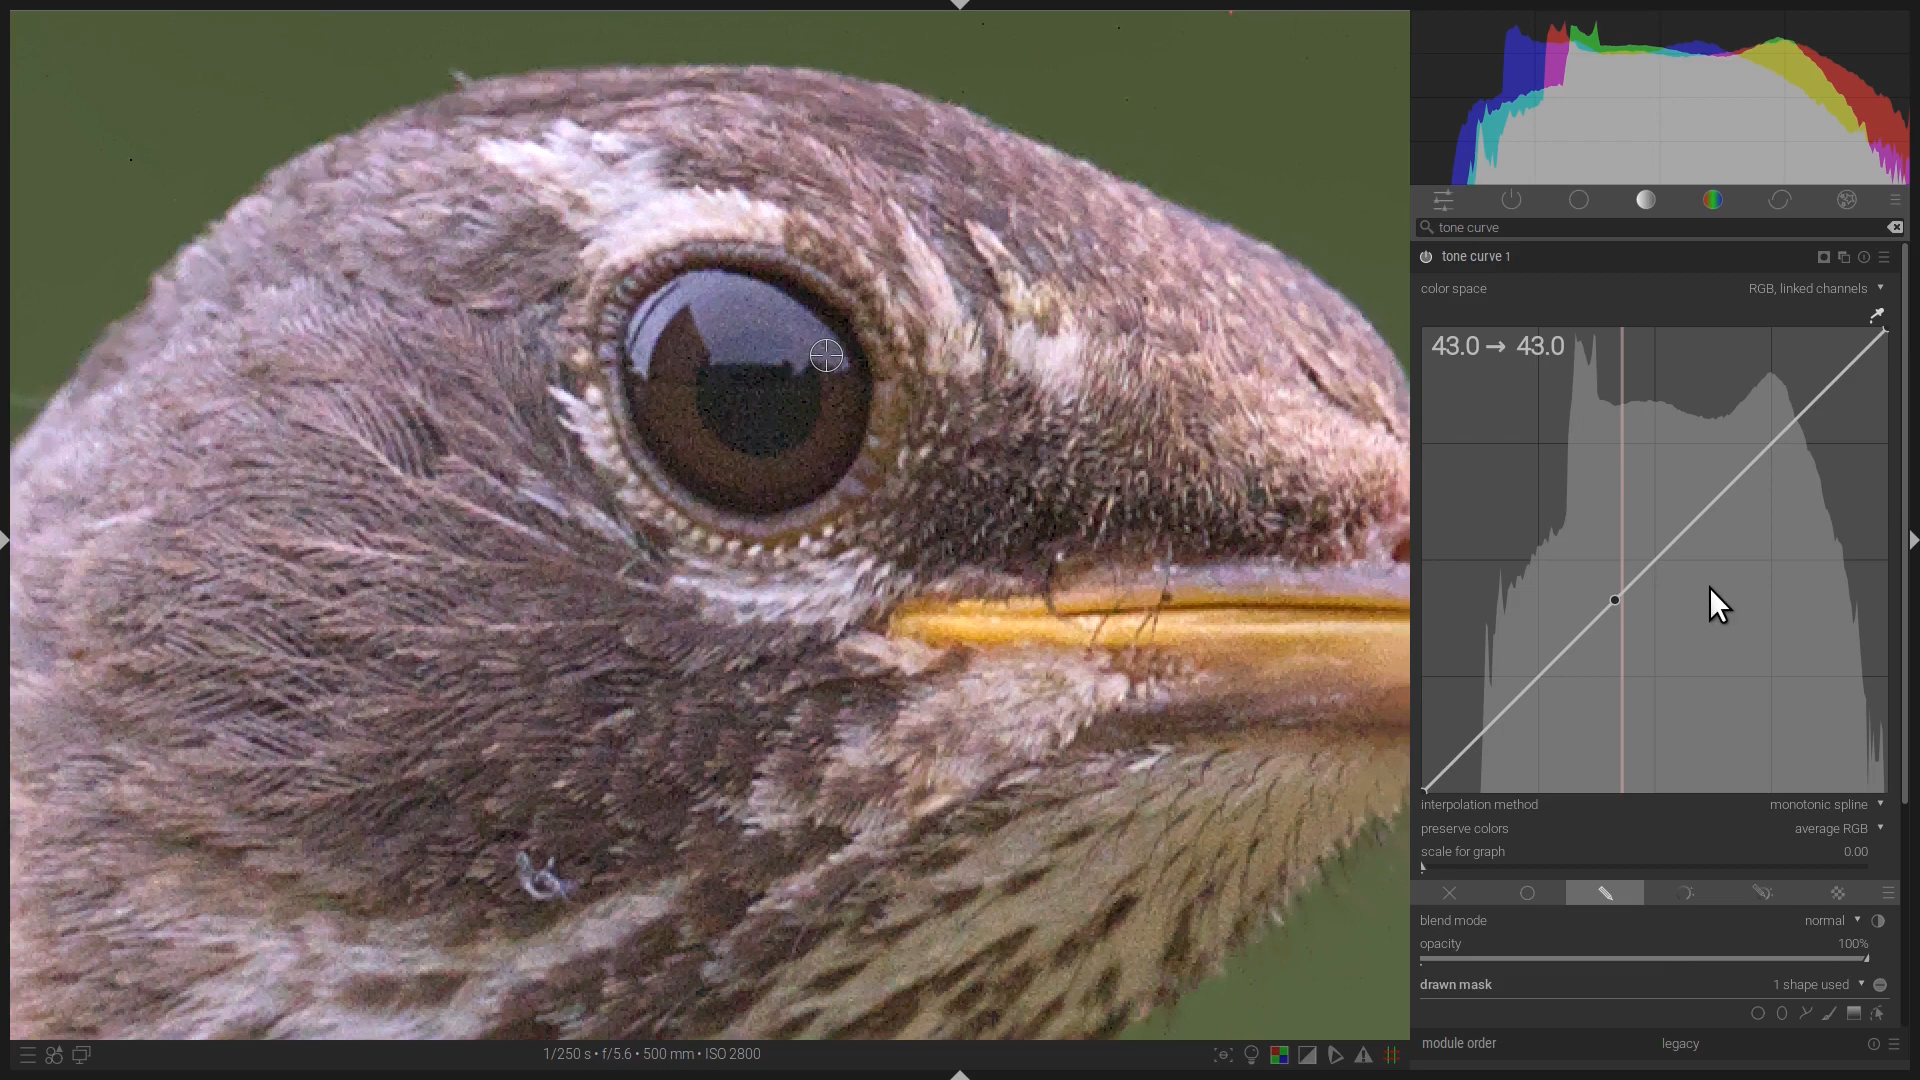 tone curve
tone curve 1
color space RGB, linked channels
43.0 → 43.0
interpolation method monotonic spline
preserve colors average RGB
scale for graph 0.00
blend mode normal
opacity 100%
drawn mask 1 shape used
module order legacy
1/250 s • f/5.6 • 500 mm • ISO 2800